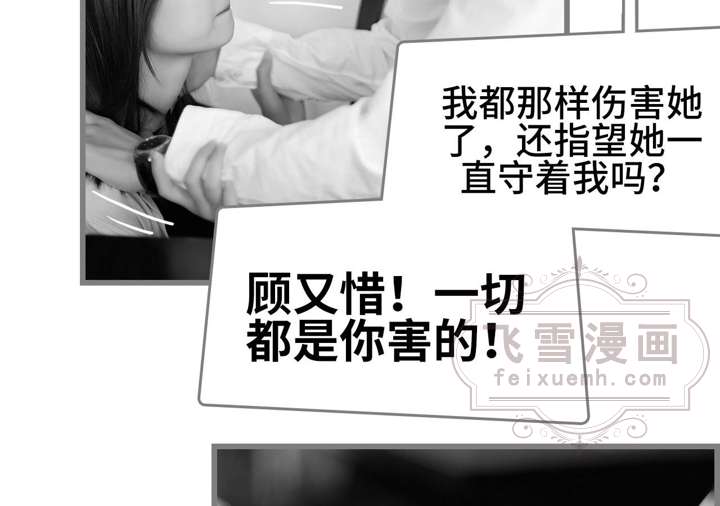 我都那样伤害她
了，还指望她一
直守着我吗？
顾又惜！一切
都是你害的！
飞雪漫画
feixuemh.com